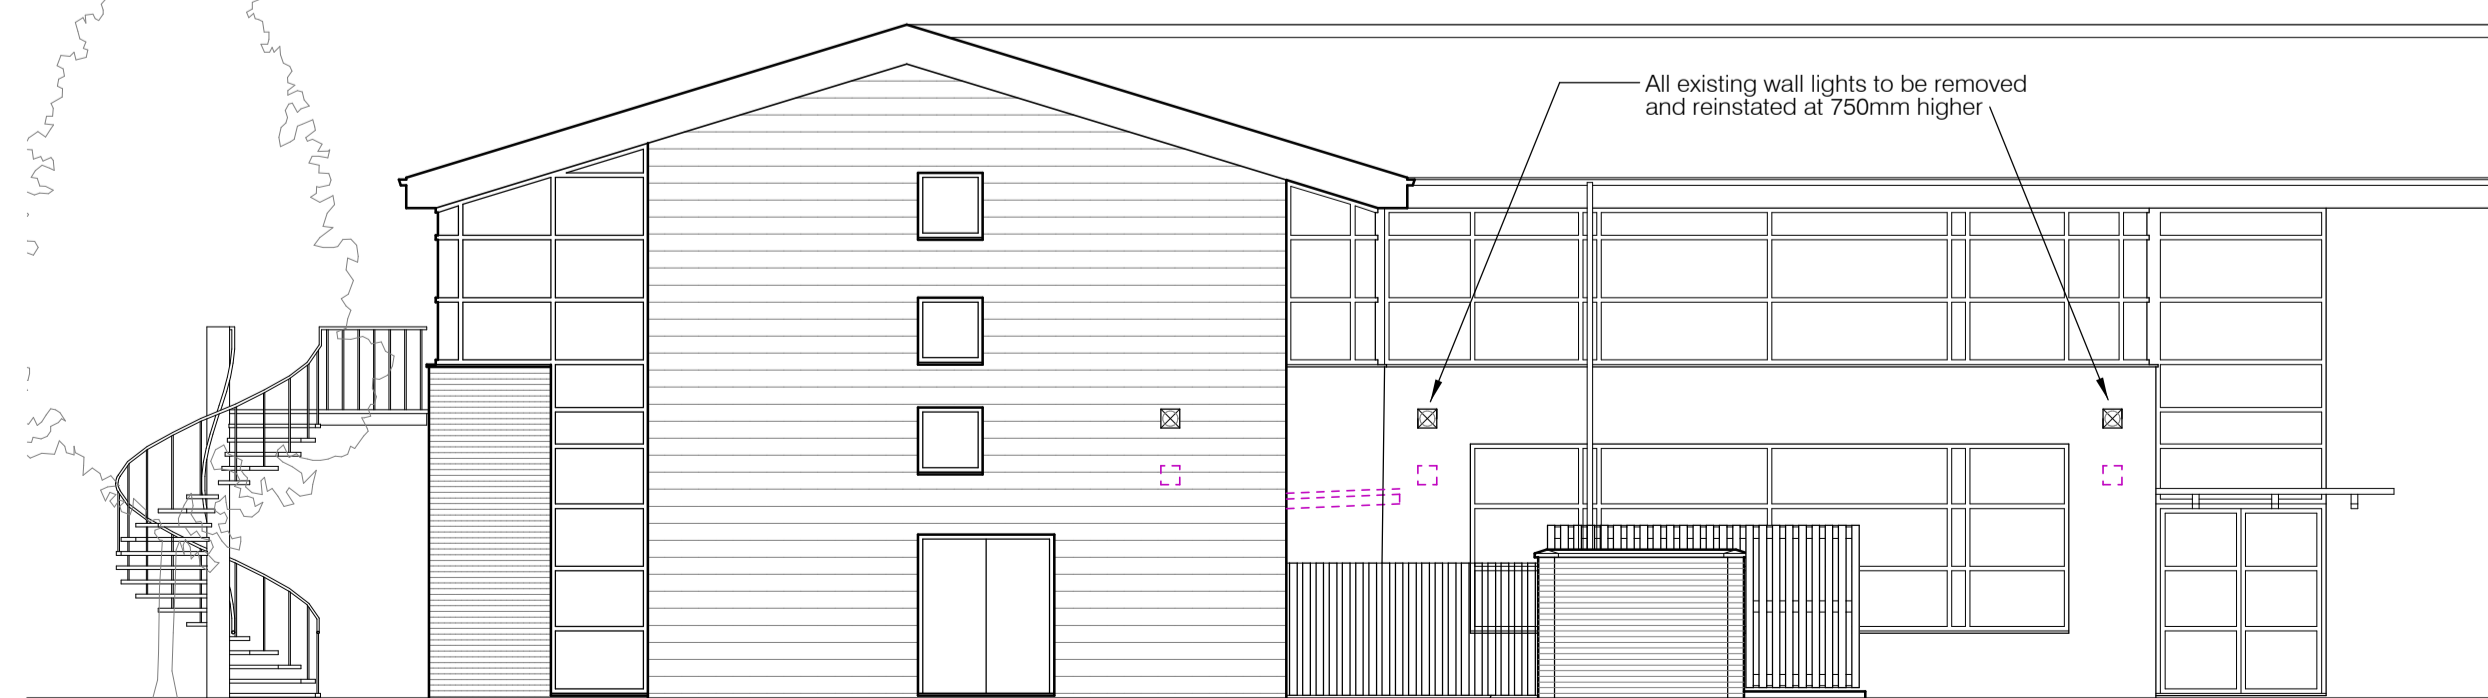 All existing wall lights to be removed
and reinstated at 750mm higher